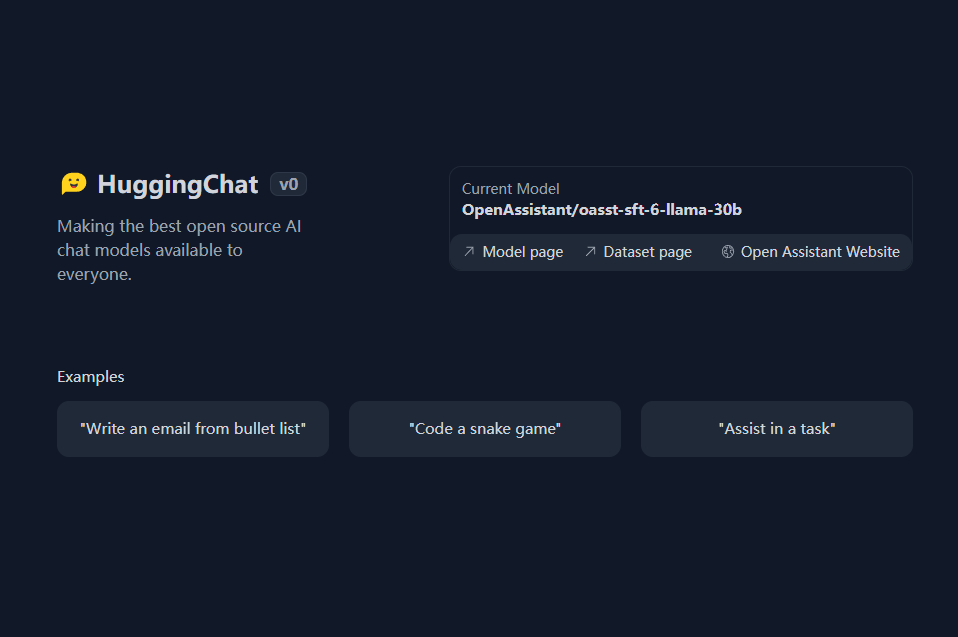 HuggingChat v0
Making the best open source AI
chat models available to
everyone.
Current Model
OpenAssistant/oasst-sft-6-llama-30b
Model page Dataset page Open Assistant Website
Examples
"Write an email from bullet list" "Code a snake game" "Assist in a task"